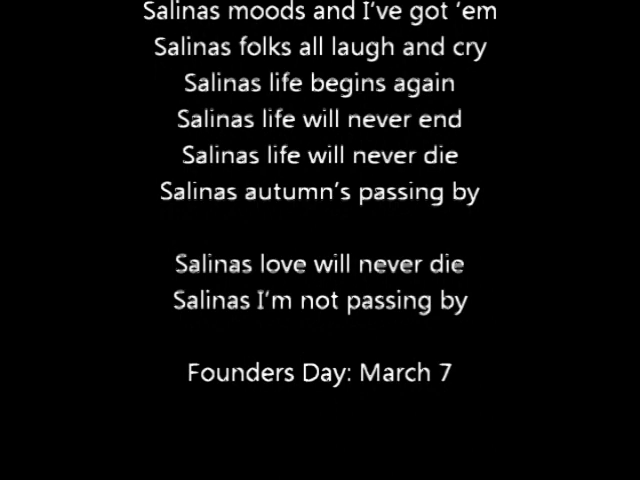 Salinas moods and I‘ve got ‘em
Salinas folks all laugh and cry
Salinas life begins again
Salinas life will never end
Salinas life will never die
Salinas autumn’s passing by
Salinas love will never die
Salinas I‘m not passing by
Founders Day: March 7